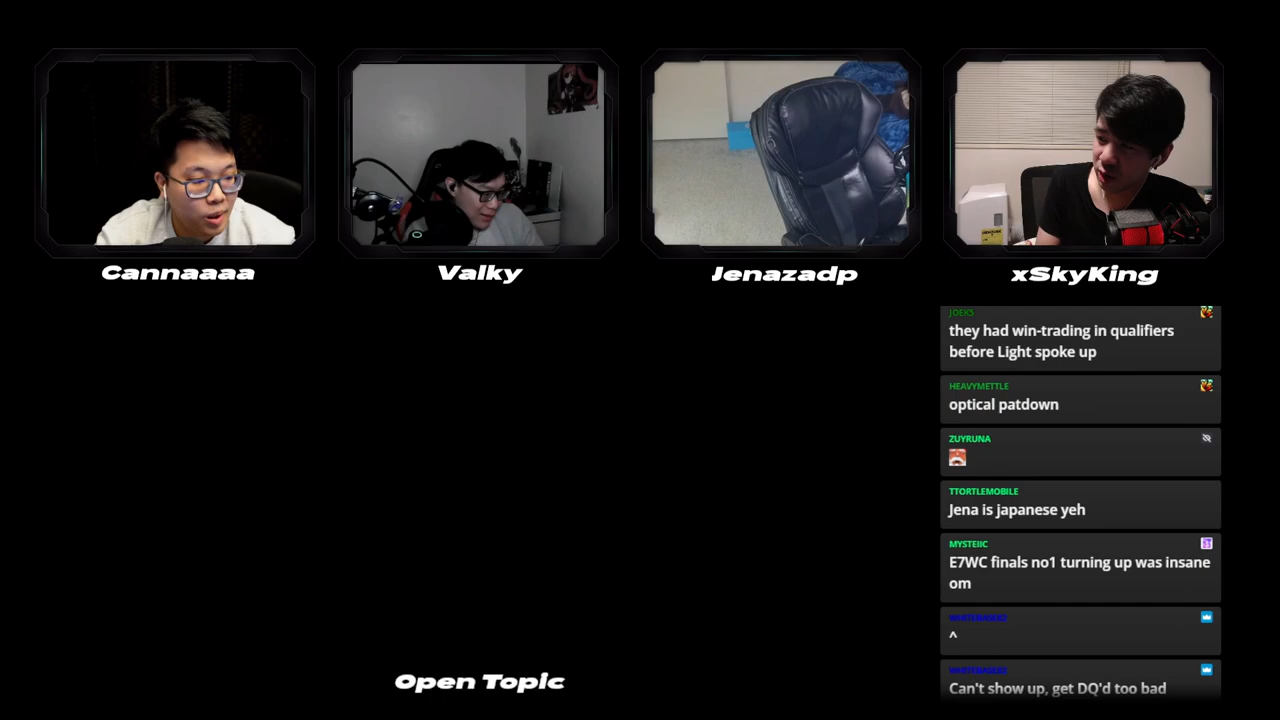 Cannaaaa
Valky
Jenazadp
xSkyKing
JOEKS
they had win-trading in qualifiers
before Light spoke up
HEAVYMETTLE
optical patdown
ZUYRUNA
TTORTLEMOBILE
Jena is japanese yeh
MYSTEIIC
E7WC finals no1 turning up was insane
om
^
Can't show up, get DQ'd too bad
Open Topic